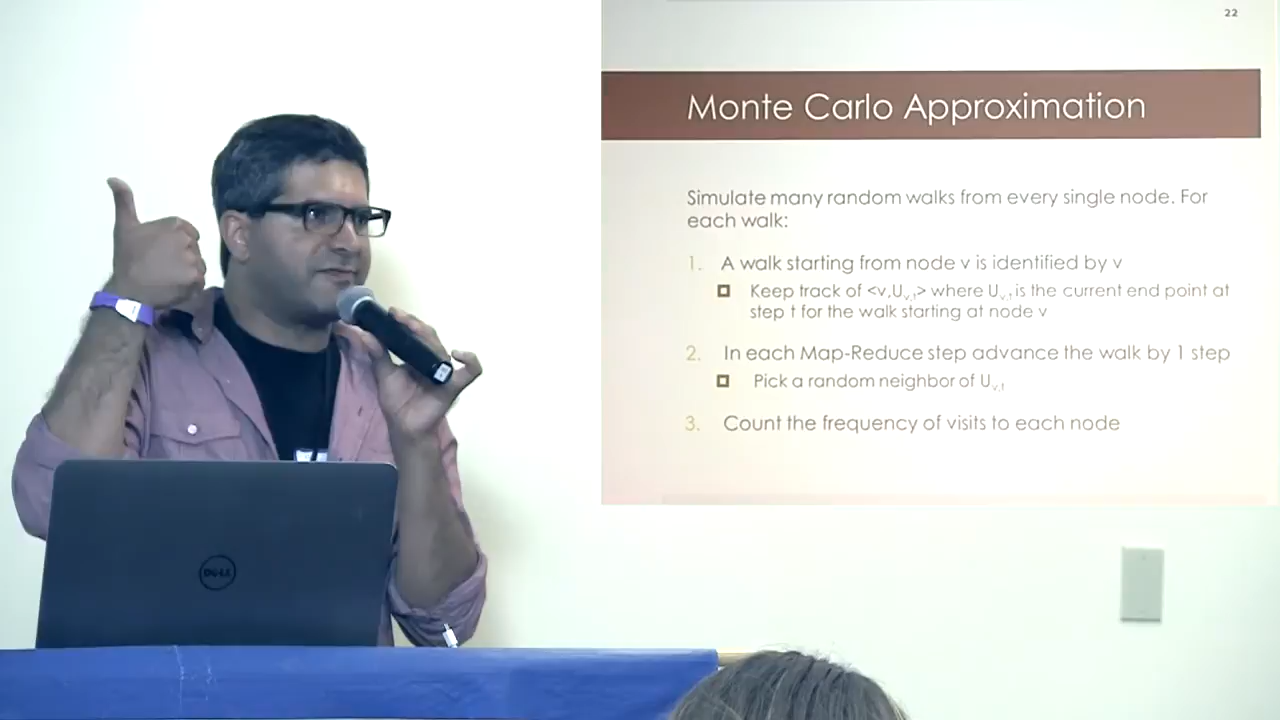 22
Monte Carlo Approximation
Simulate many random walks from every single node. For
each walk:
1. A walk starting from node v is identified by v
Keep track of <v,Uv,t> where Uv,t is the current end point at
step t for the walk starting at node v
2. In each Map-Reduce step advance the walk by 1 step
Pick a random neighbor of Uv,t
3. Count the frequency of visits to each node
DELL